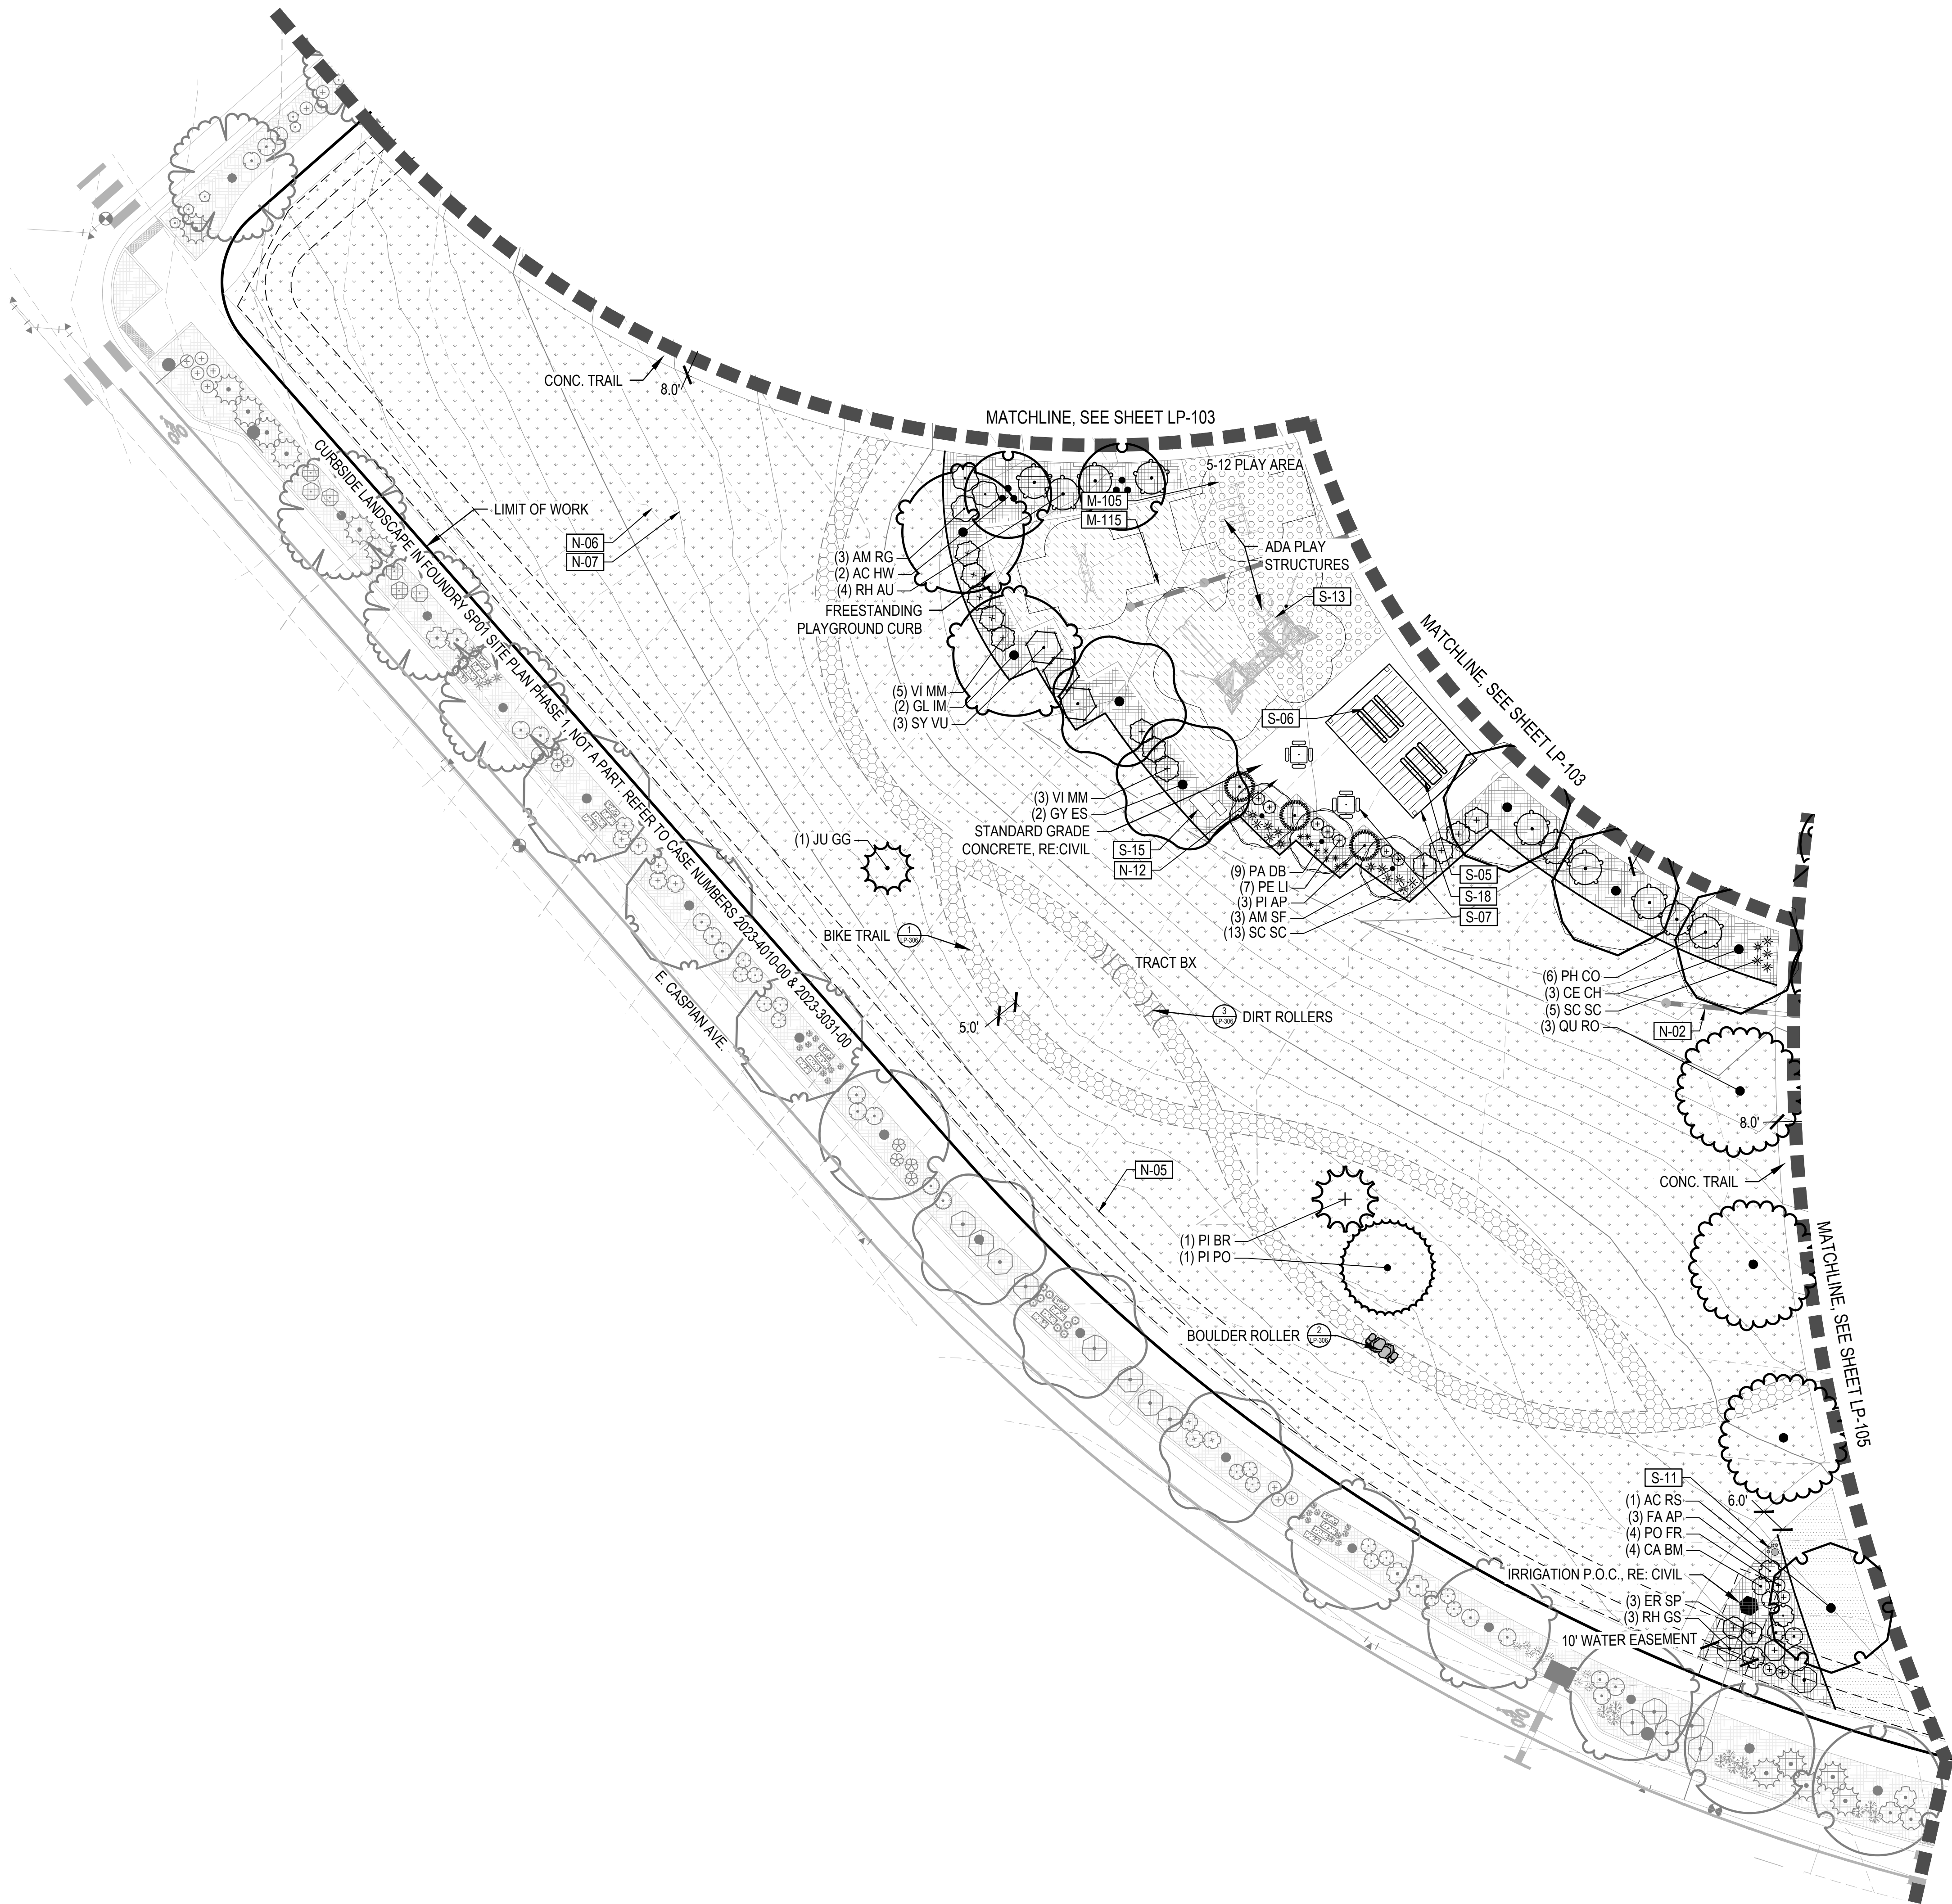 CONC. TRAIL
8.0'
MATCHLINE, SEE SHEET LP-103
5-12 PLAY AREA
M-105
M-115
LIMIT OF WORK
N-06
N-07
CURBSIDE LANDSCAPE IN FOUNDRY SP01 SITE PLAN PHASE 1, NOT A PART. REFER TO CASE NUMBERS 2023-4010-00 & 2023-3031-00
(3) AM RG
(2) AC HW
(4) RH AU
FREESTANDING
PLAYGROUND CURB
ADA PLAY
STRUCTURES
S-13
MATCHLINE, SEE SHEET LP-103
(5) VI MM
(2) GL IM
(3) SY VU
S-06
(3) VI MM
(2) GY ES
STANDARD GRADE
CONCRETE, RE:CIVIL
S-15
N-12
(1) JU GG
(9) PA DB
(7) PE LI
(3) PI AP
(3) AM SF
(13) SC SC
S-05
S-18
S-07
BIKE TRAIL
1
LP-306
TRACT BX
(6) PH CO
(3) CE CH
(5) SC SC
(3) QU RO
N-02
5.0'
3
LP-306
DIRT ROLLERS
E. CASPIAN AVE.
8.0'
CONC. TRAIL
N-05
(1) PI BR
(1) PI PO
MATCHLINE, SEE SHEET LP-105
BOULDER ROLLER
2
LP-306
S-11
6.0'
(1) AC RS
(3) FA AP
(4) PO FR
(4) CA BM
IRRIGATION P.O.C., RE: CIVIL
(3) ER SP
(3) RH GS
10' WATER EASEMENT